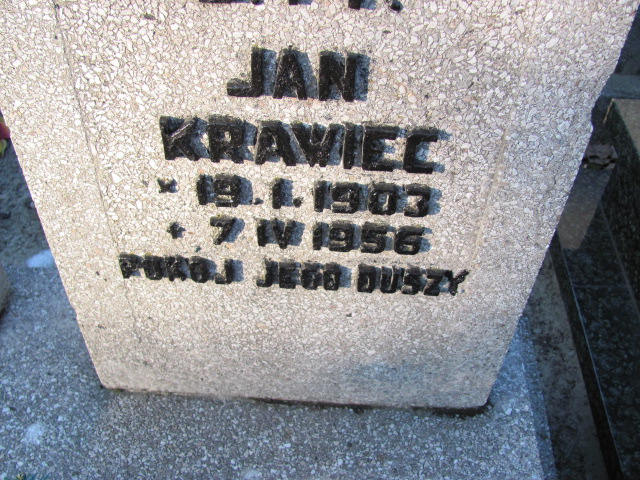 JAN
KRAWIEC
* 19.I.1903
+ 7 IV 1956
POKÓJ JEGO DUSZY